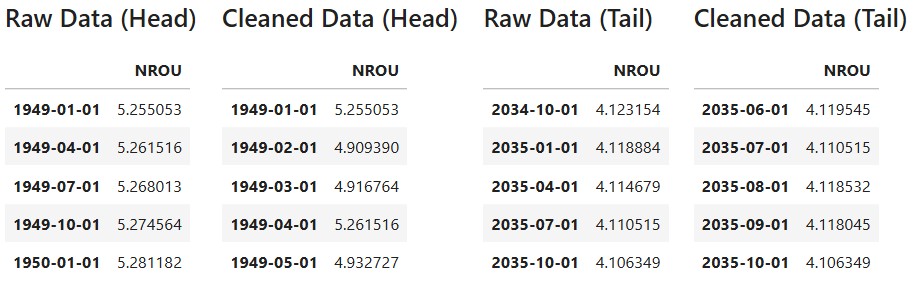 Raw Data (Head) Cleaned Data (Head) Raw Data (Tail) Cleaned Data (Tail)
NROU NROU NROU NROU
1949-01-01 5.255053 1949-01-01 5.255053 2034-10-01 4.123154 2035-06-01 4.119545
1949-04-01 5.261516 1949-02-01 4.909390 2035-01-01 4.118884 2035-07-01 4.110515
1949-07-01 5.268013 1949-03-01 4.916764 2035-04-01 4.114679 2035-08-01 4.118532
1949-10-01 5.274564 1949-04-01 5.261516 2035-07-01 4.110515 2035-09-01 4.118045
1950-01-01 5.281182 1949-05-01 4.932727 2035-10-01 4.106349 2035-10-01 4.106349